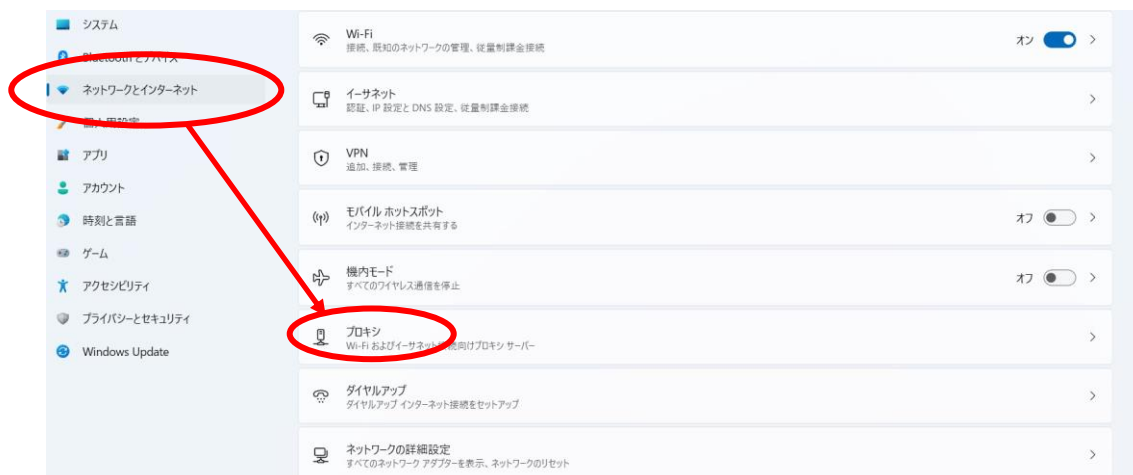 システム
Bluetooth とデバイス
ネットワークとインターネット
個人用設定
アプリ
アカウント
時刻と言語
ゲーム
アクセシビリティ
プライバシーとセキュリティ
Windows Update
Wi-Fi
接続、既知のネットワークの管理、従量制課金接続
オン
イーサネット
認証、IP 設定と DNS 設定、従量制課金接続
VPN
追加、接続、管理
モバイル ホットスポット
インターネット接続を共有する
オフ
機内モード
すべてのワイヤレス通信を停止
オフ
プロキシ
Wi-Fi およびイーサネット接続向けプロキシ サーバー
ダイヤルアップ
ダイヤルアップ インターネット接続をセットアップ
ネットワークの詳細設定
すべてのネットワーク アダプターを表示、ネットワークのリセット